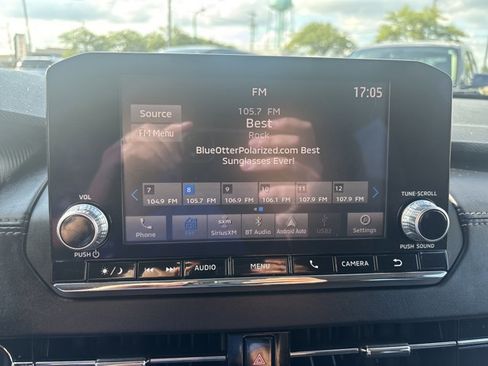 FM
17:05
Source
FM Menu
105.7 FM
Best
Rock
BlueOtterPolarized.com Best
Sunglasses Ever!
7 8 9 10 11 12
104.9 FM 105.7 FM 106.9 FM 106.1 FM 107.9 FM 107.9 FM
Phone FM SiriusXM BT Audio Android Auto USB2 Settings
sxm
VOL
PUSH
TUNE·SCROLL
PUSH SOUND
AUDIO MENU CAMERA